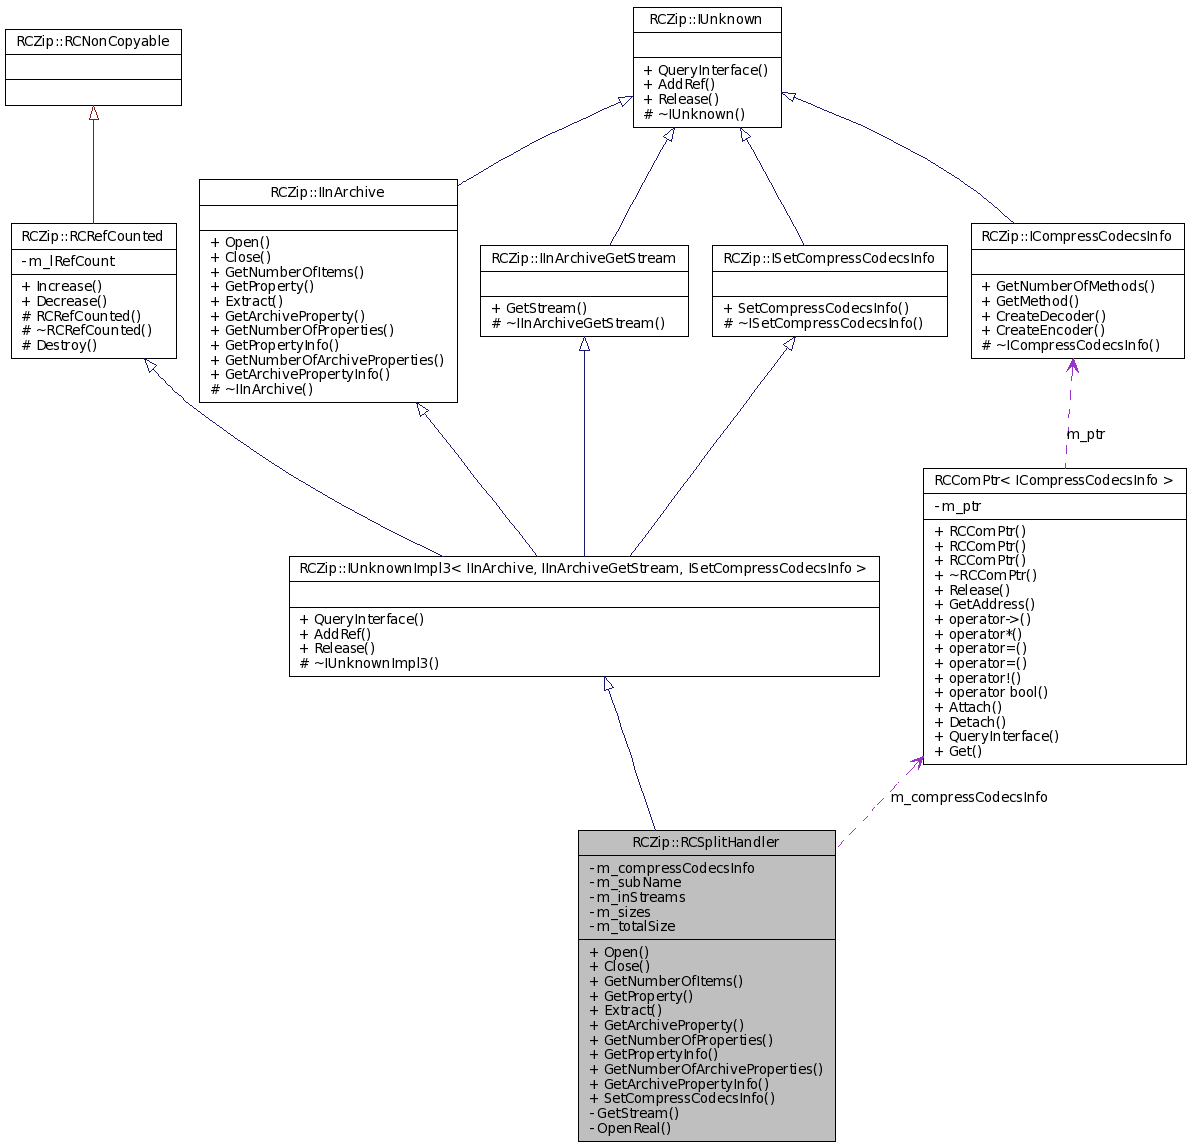 RCZip::RCNonCopyable
RCZip::IUnknown
+ QueryInterface()
+ AddRef()
+ Release()
# ~IUnknown()
RCZip::RCRefCounted
- m_lRefCount
+ Increase()
+ Decrease()
# RCRefCounted()
# ~RCRefCounted()
# Destroy()
RCZip::IInArchive
+ Open()
+ Close()
+ GetNumberOfItems()
+ GetProperty()
+ Extract()
+ GetArchiveProperty()
+ GetNumberOfProperties()
+ GetPropertyInfo()
+ GetNumberOfArchiveProperties()
+ GetArchivePropertyInfo()
# ~IInArchive()
RCZip::IInArchiveGetStream
+ GetStream()
# ~IInArchiveGetStream()
RCZip::ISetCompressCodecsInfo
+ SetCompressCodecsInfo()
# ~ISetCompressCodecsInfo()
RCZip::ICompressCodecsInfo
+ GetNumberOfMethods()
+ GetMethod()
+ CreateDecoder()
+ CreateEncoder()
# ~ICompressCodecsInfo()
m_ptr
RCComPtr< ICompressCodecsInfo >
- m_ptr
+ RCComPtr()
+ RCComPtr()
+ RCComPtr()
+ ~RCComPtr()
+ Release()
+ GetAddress()
+ operator->()
+ operator*()
+ operator=()
+ operator=()
+ operator!()
+ operator bool()
+ Attach()
+ Detach()
+ QueryInterface()
+ Get()
RCZip::IUnknownImpl3< IInArchive, IInArchiveGetStream, ISetCompressCodecsInfo >
+ QueryInterface()
+ AddRef()
+ Release()
# ~IUnknownImpl3()
m_compressCodecsInfo
RCZip::RCSplitHandler
- m_compressCodecsInfo
- m_subName
- m_inStreams
- m_sizes
- m_totalSize
+ Open()
+ Close()
+ GetNumberOfItems()
+ GetProperty()
+ Extract()
+ GetArchiveProperty()
+ GetNumberOfProperties()
+ GetPropertyInfo()
+ GetNumberOfArchiveProperties()
+ GetArchivePropertyInfo()
+ SetCompressCodecsInfo()
- GetStream()
- OpenReal()